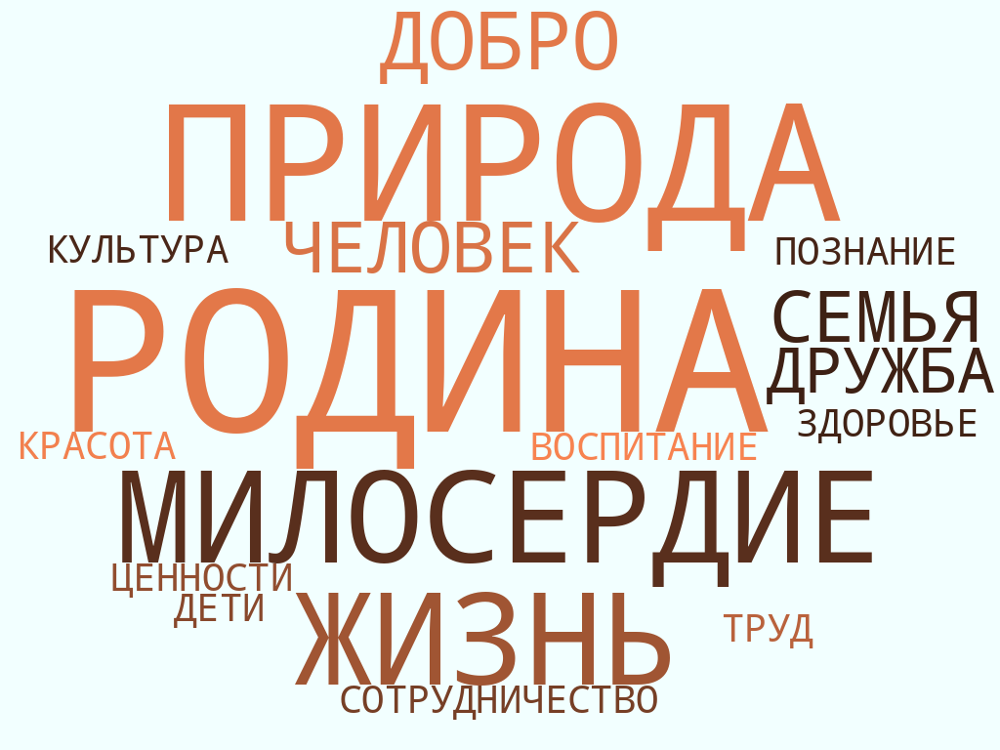 ДОБРО
ПРИРОДА
КУЛЬТУРА
ЧЕЛОВЕК
ПОЗНАНИЕ
РОДИНА
СЕМЬЯ
ДРУЖБА
ЗДОРОВЬЕ
КРАСОТА
ВОСПИТАНИЕ
МИЛОСЕРДИЕ
ЦЕННОСТИ
ДЕТИ
ЖИЗНЬ
ТРУД
СОТРУДНИЧЕСТВО